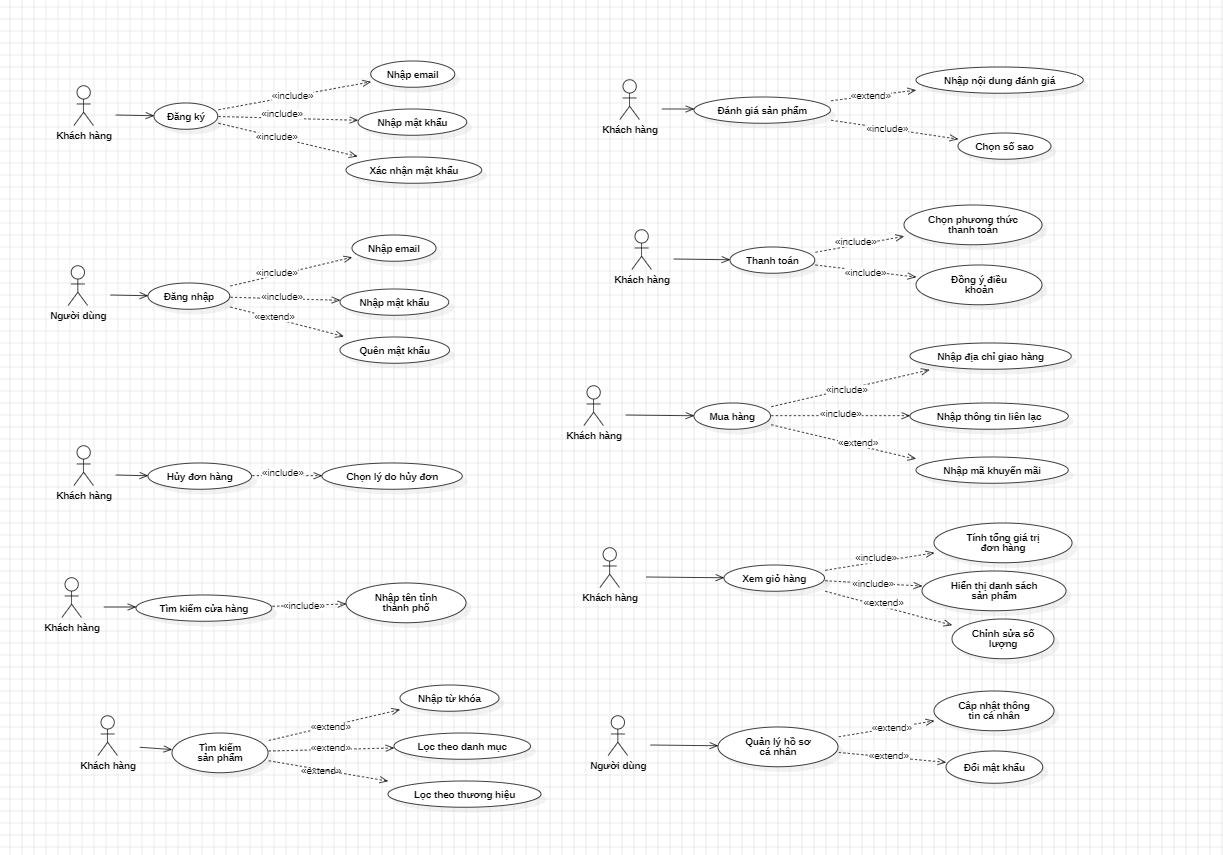 Khách hàng
Đăng ký
«include»
«include»
«include»
Nhập email
Nhập mật khẩu
Xác nhận mật khẩu
Người dùng
Đăng nhập
«include»
«include»
«extend»
Nhập email
Nhập mật khẩu
Quên mật khẩu
Khách hàng
Hủy đơn hàng
«include»
Chọn lý do hủy đơn
Khách hàng
Tìm kiếm cửa hàng
«include»
Nhập tên tỉnh
thành phố
Khách hàng
Tìm kiếm
sản phẩm
«extend»
«extend»
«extend»
Nhập từ khóa
Lọc theo danh mục
Lọc theo thương hiệu
Khách hàng
Đánh giá sản phẩm
«extend»
«include»
Nhập nội dung đánh giá
Chọn số sao
Khách hàng
Thanh toán
«include»
«include»
Chọn phương thức
thanh toán
Đồng ý điều
khoản
Khách hàng
Mua hàng
«include»
«include»
«extend»
Nhập địa chỉ giao hàng
Nhập thông tin liên lạc
Nhập mã khuyến mãi
Khách hàng
Xem giỏ hàng
«include»
«include»
«extend»
Tính tổng giá trị
đơn hàng
Hiển thị danh sách
sản phẩm
Chỉnh sửa số
lượng
Người dùng
Quản lý hồ sơ
cá nhân
«extend»
«extend»
Cập nhật thông
tin cá nhân
Đổi mật khẩu